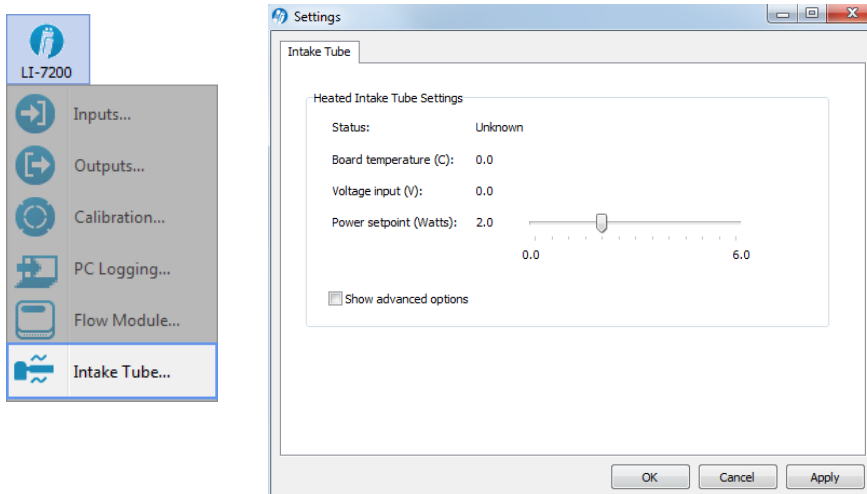 LI-7200
Inputs...
Outputs...
Calibration...
PC Logging...
Flow Module...
Intake Tube...
Settings
Intake Tube
Heated Intake Tube Settings
Status: Unknown
Board temperature (C): 0.0
Voltage input (V): 0.0
Power setpoint (Watts): 2.0
0.0 6.0
Show advanced options
OK Cancel Apply